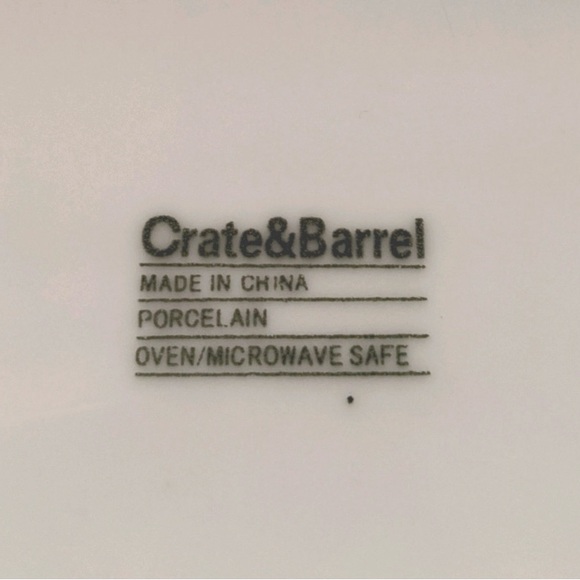 Crate&Barrel
MADE IN CHINA
PORCELAIN
OVEN/MICROWAVE SAFE